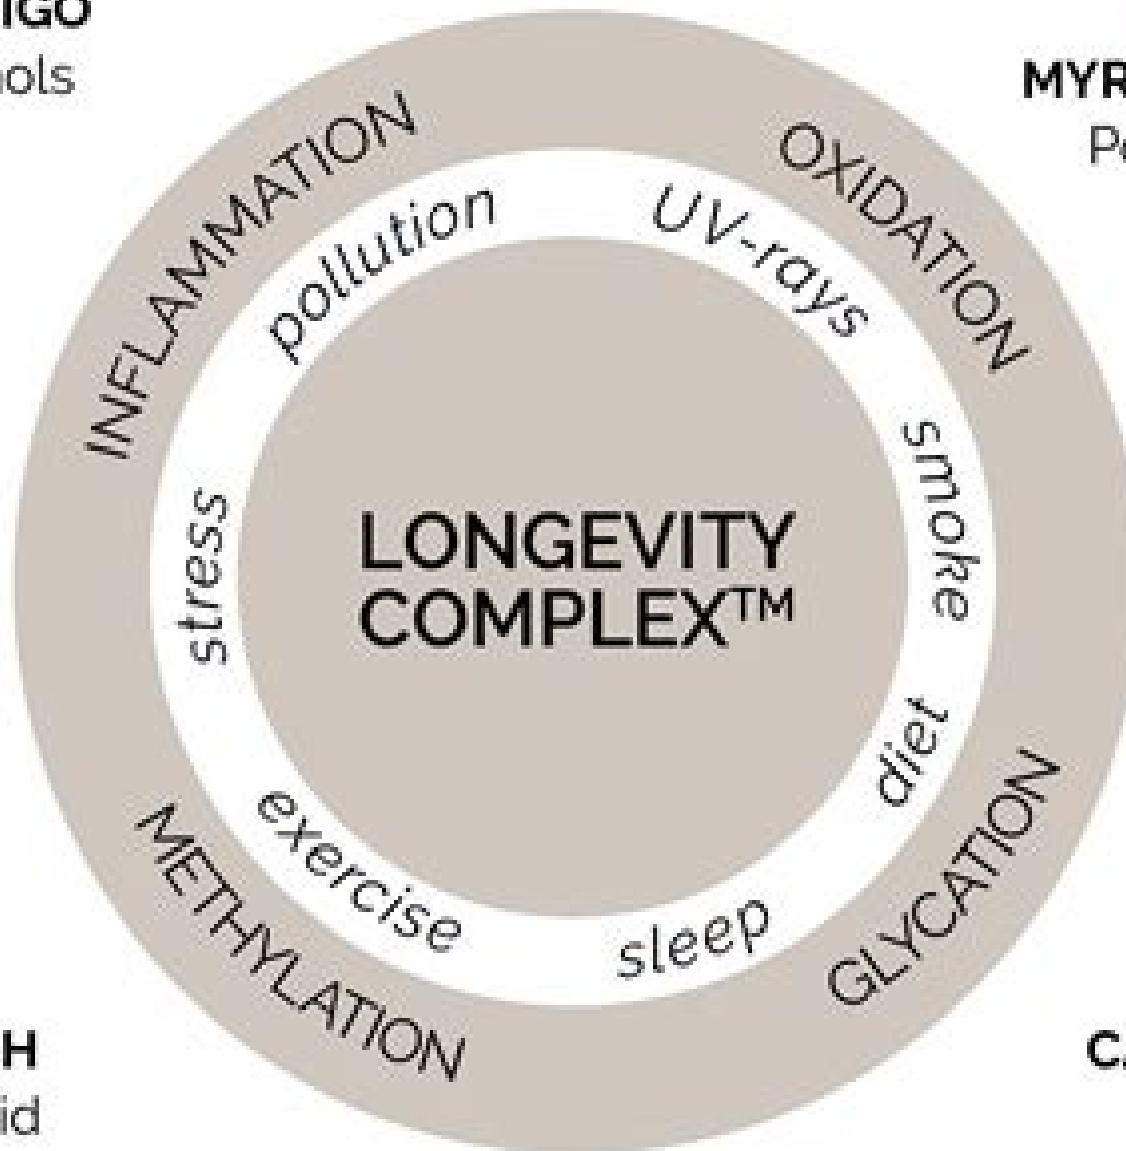 INFLAMMATION
OXIDATION
GLYCATION
METHYLATION
pollution
UV-rays
smoke
diet
sleep
exercise
stress
LONGEVITY
COMPLEX™